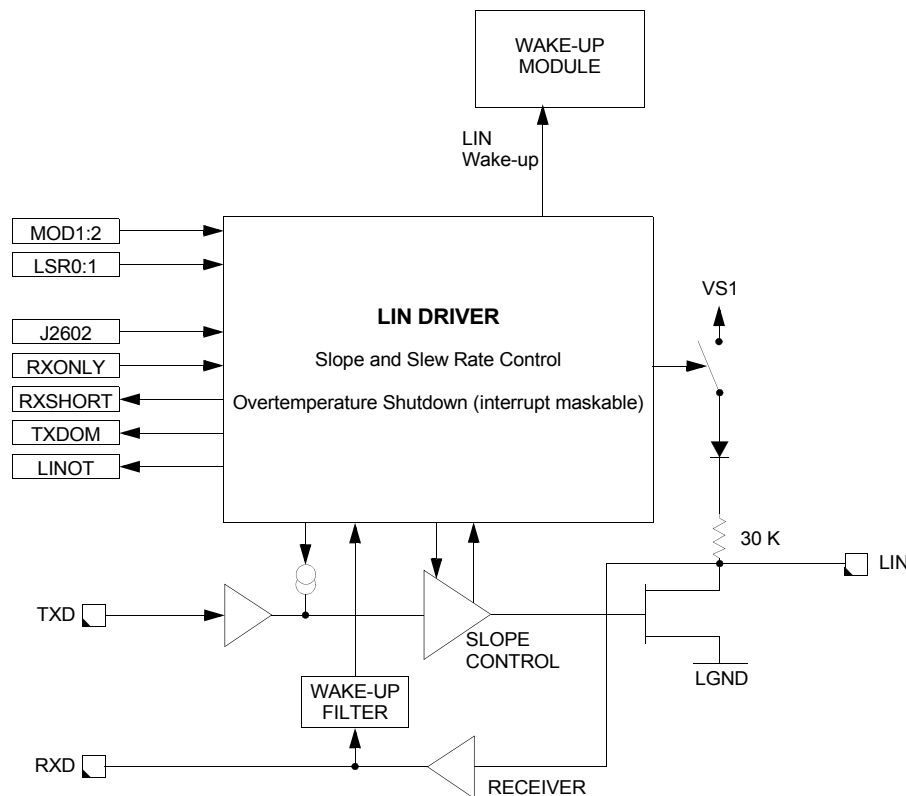 WAKE-UP
MODULE
LIN
Wake-up
MOD1:2
LSR0:1
J2602
RXONLY
RXSHORT
TXDOM
LINOT
LIN DRIVER
Slope and Slew Rate Control
Overtemperature Shutdown (interrupt maskable)
VS1
30 K
LIN
TXD
SLOPE
CONTROL
LGND
WAKE-UP
FILTER
RXD
RECEIVER